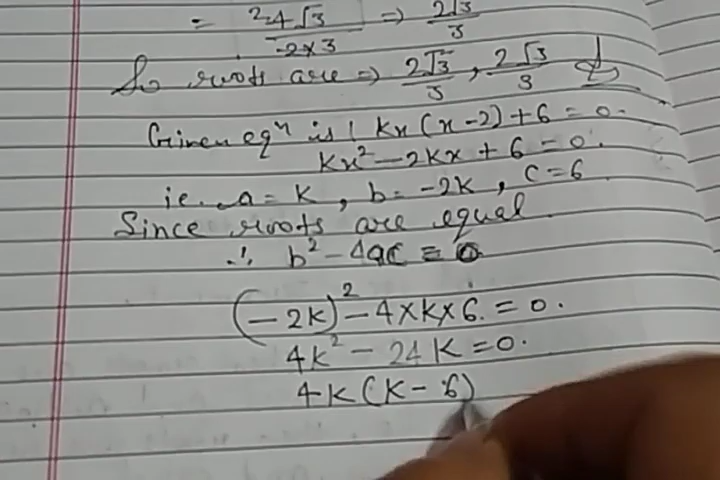 = 24√3 / -2×3 ⇒ 2√3 / 3
So roots are ⇒ 2√3/3, 2√3/3
Given eqⁿ is | kx(x-2)+6=0.
kx²-2kx+6=0.
ie. a=k, b=-2k, c=6
Since roots are equal
∴ b²-4ac=0
(-2k)²-4×k×6.=0.
4k²-24k=0.
4k(k-6)